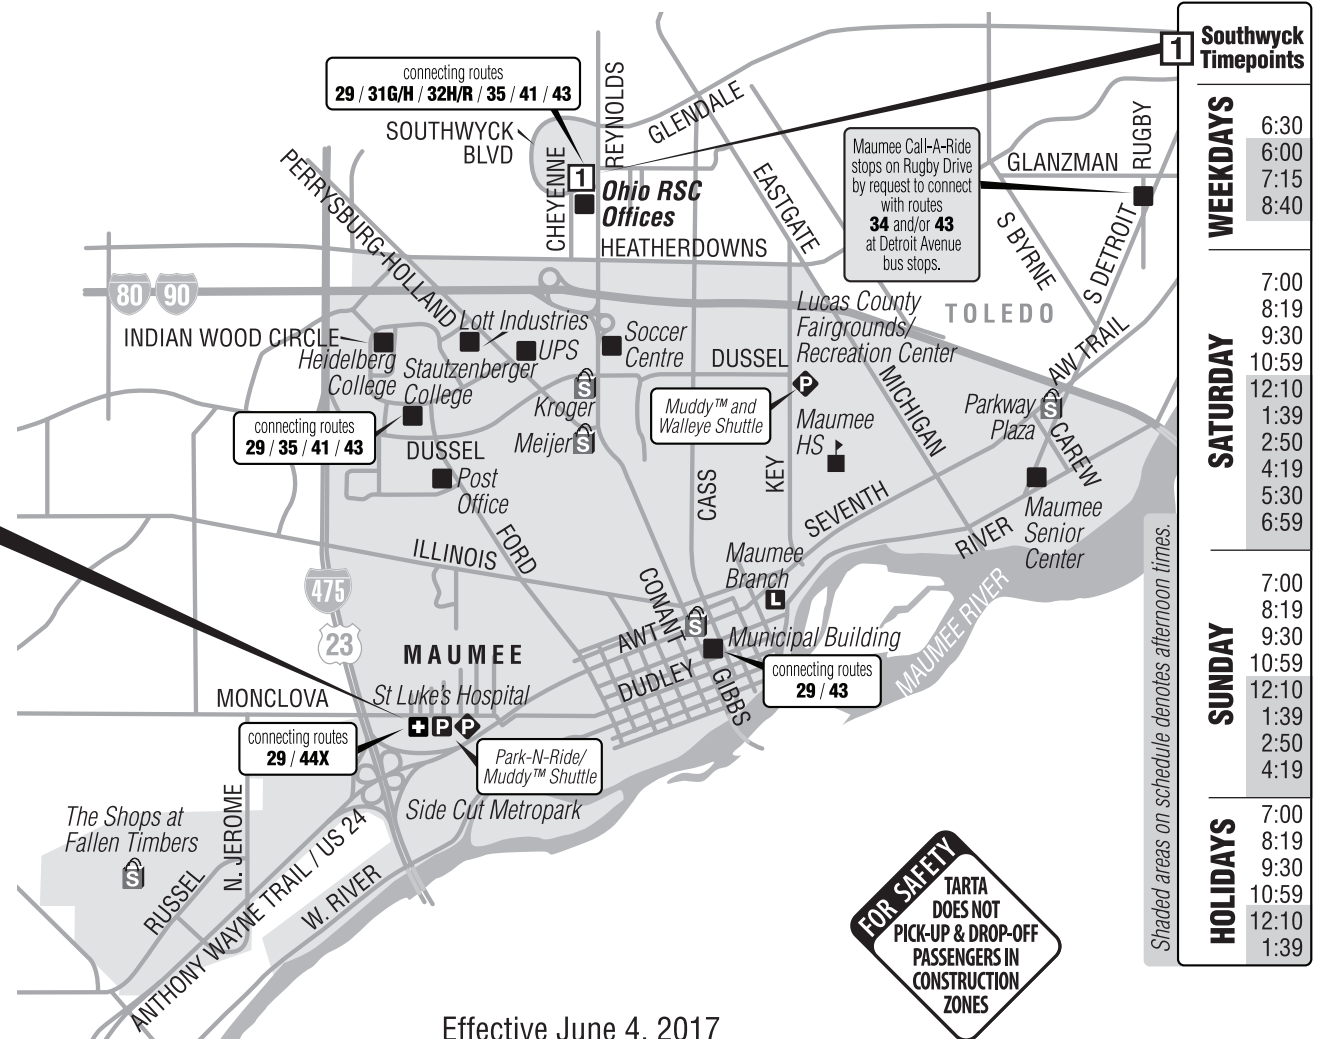 connecting routes
29 / 31G/H / 32H/R / 35 / 41 / 43
SOUTHWYCK
BLVD
REYNOLDS
GLENDALE
1
Southwyck
Timepoints
PERRYSBURG-HOLLAND
CHEYENNE
1
Ohio RSC
Offices
HEATHERDOWNS
EASTGATE
Maumee Call-A-Ride
stops on Rugby Drive
by request to connect
with routes
34 and/or 43
at Detroit Avenue
bus stops.
GLANZMAN
RUGBY
S BYRNE
S DETROIT
TOLEDO
80
90
INDIAN WOOD CIRCLE
Heidelberg
College
Lott Industries
UPS
Stautzenberger
College
Soccer
Centre
S
Kroger
Meijer
S
DUSSEL
Lucas County
Fairgrounds/
Recreation Center
P
Muddy™ and
Walleye Shuttle
Maumee
HS
MICHIGAN
AW TRAIL
Parkway
Plaza
S
CAREW
connecting routes
29 / 35 / 41 / 43
DUSSEL
Post
Office
FORD
CASS
KEY
SEVENTH
RIVER
Maumee
Senior
Center
ILLINOIS
475
23
CONANT
Maumee
Branch
L
S
AWT
Municipal Building
connecting routes
29 / 43
DUDLEY
GIBBS
MAUMEE RIVER
MAUMEE
MONCLOVA
St Luke's Hospital
P
P
connecting routes
29 / 44X
Park-N-Ride/
Muddy™ Shuttle
Side Cut Metropark
The Shops at
Fallen Timbers
S
N. JEROME
RUSSEL
ANTHONY WAYNE TRAIL / US 24
W. RIVER
FOR SAFETY
TARTA
DOES NOT
PICK-UP & DROP-OFF
PASSENGERS IN
CONSTRUCTION
ZONES
Effective June 4, 2017
WEEKDAYS
6:30
6:00
7:15
8:40
SATURDAY
7:00
8:19
9:30
10:59
12:10
1:39
2:50
4:19
5:30
6:59
SUNDAY
7:00
8:19
9:30
10:59
12:10
1:39
2:50
4:19
HOLIDAYS
7:00
8:19
9:30
10:59
12:10
1:39
Shaded areas on schedule denotes afternoon times.